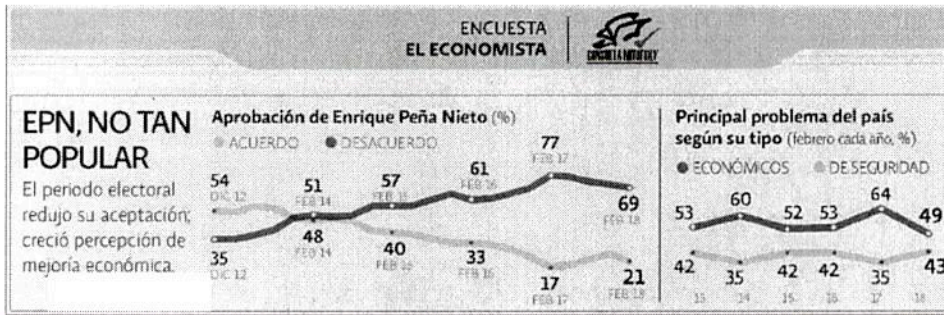 ENCUESTA
EL ECONOMISTA
CONSULTA MITOFSKY
EPN, NO TAN
POPULAR
El periodo electoral
redujo su aceptación;
creció percepción de
mejoría económica.
Aprobación de Enrique Peña Nieto (%)
ACUERDO DESACUERDO
54
DIC 12
51
FEB 14
57
FEB 15
61
FEB 16
77
FEB 17
69
FEB 18
35
DIC 12
48
FEB 14
40
FEB 15
33
FEB 16
17
FEB 17
21
FEB 18
Principal problema del país
según su tipo (febrero cada año, %)
ECONÓMICOS DE SEGURIDAD
53 60 52 53 64 49
42 35 42 42 35 43
13 14 15 16 17 18